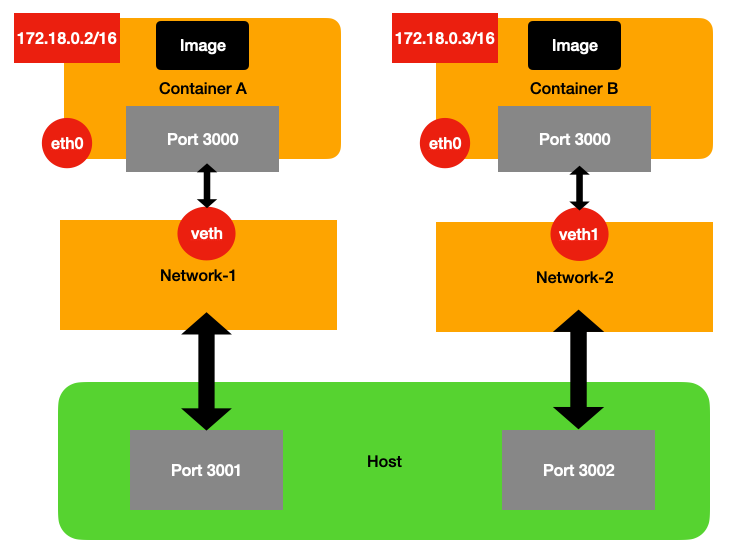 172.18.0.2/16
Image
Container A
eth0
Port 3000
172.18.0.3/16
Image
Container B
eth0
Port 3000
veth
Network-1
veth1
Network-2
Port 3001
Host
Port 3002